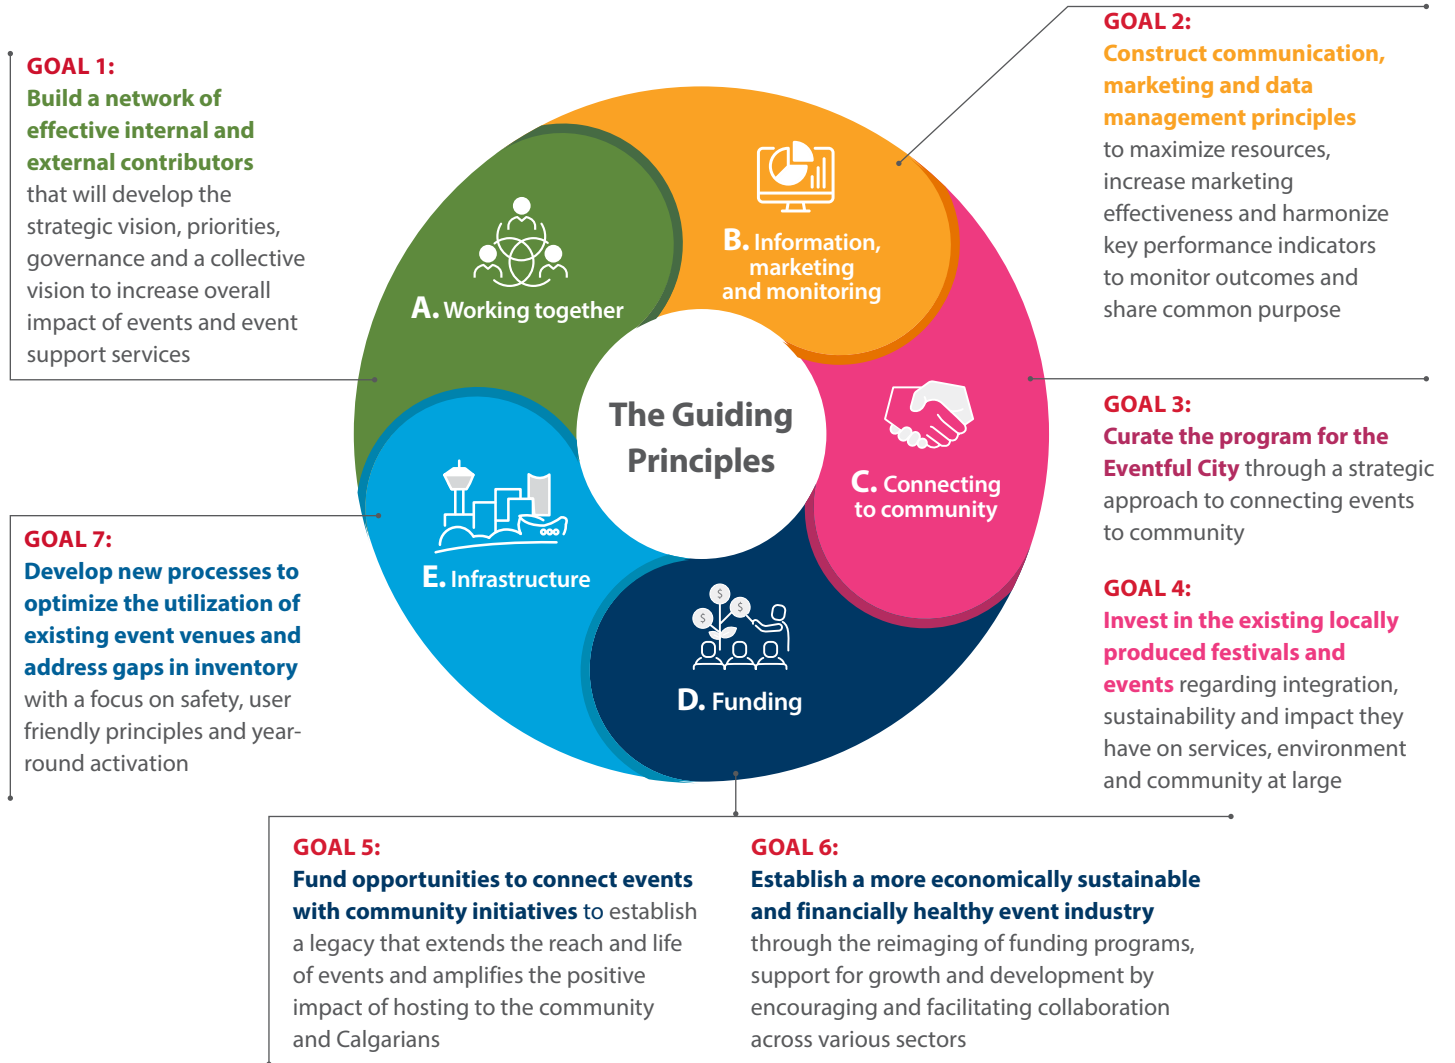 GOAL 1:
Build a network of
effective internal and
external contributors
that will develop the
strategic vision, priorities,
governance and a collective
vision to increase overall
impact of events and event
support services
GOAL 2:
Construct communication,
marketing and data
management principles
to maximize resources,
increase marketing
effectiveness and harmonize
key performance indicators
to monitor outcomes and
share common purpose
A. Working together
B. Information,
marketing
and monitoring
The Guiding
Principles
C. Connecting
to community
D. Funding
E. Infrastructure
$
$
$
GOAL 3:
Curate the program for the
Eventful City through a strategic
approach to connecting events
to community
GOAL 4:
Invest in the existing locally
produced festivals and
events regarding integration,
sustainability and impact they
have on services, environment
and community at large
GOAL 7:
Develop new processes to
optimize the utilization of
existing event venues and
address gaps in inventory
with a focus on safety, user
friendly principles and year-
round activation
GOAL 5:
Fund opportunities to connect events
with community initiatives to establish
a legacy that extends the reach and life
of events and amplifies the positive
impact of hosting to the community
and Calgarians
GOAL 6:
Establish a more economically sustainable
and financially healthy event industry
through the reimaging of funding programs,
support for growth and development by
encouraging and facilitating collaboration
across various sectors